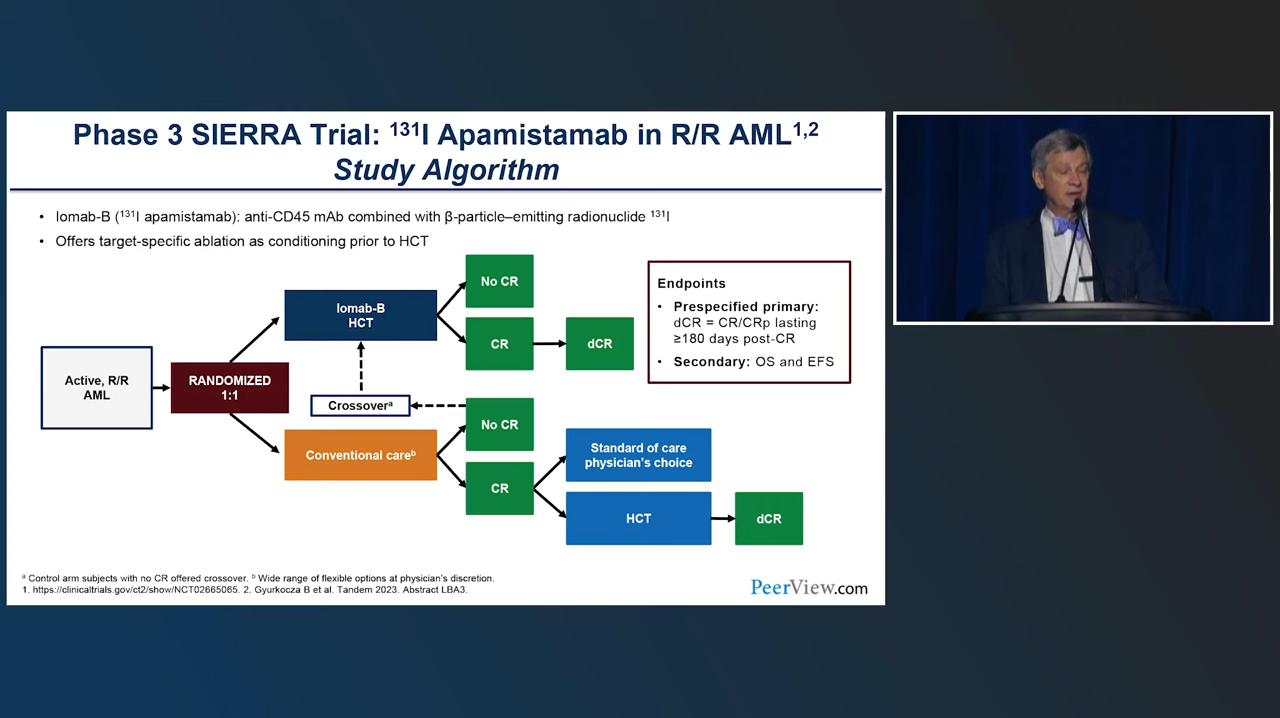 Phase 3 SIERRA Trial: ¹³¹I Apamistamab in R/R AML¹,²
Study Algorithm
• Iomab-B (¹³¹I apamistamab): anti-CD45 mAb combined with β-particle–emitting radionuclide ¹³¹I
• Offers target-specific ablation as conditioning prior to HCT
Active, R/R
AML
RANDOMIZED
1:1
Iomab-B
HCT
No CR
CR
dCR
Crossoverᵃ
Conventional careᵇ
No CR
CR
Standard of care
physician's choice
HCT
dCR
Endpoints
• Prespecified primary:
dCR = CR/CRp lasting
≥180 days post-CR
• Secondary: OS and EFS
ᵃ Control arm subjects with no CR offered crossover. ᵇ Wide range of flexible options at physician's discretion.
1. https://clinicaltrials.gov/ct2/show/NCT02665065. 2. Gyurkocza B et al. Tandem 2023. Abstract LBA3.
PeerView.com